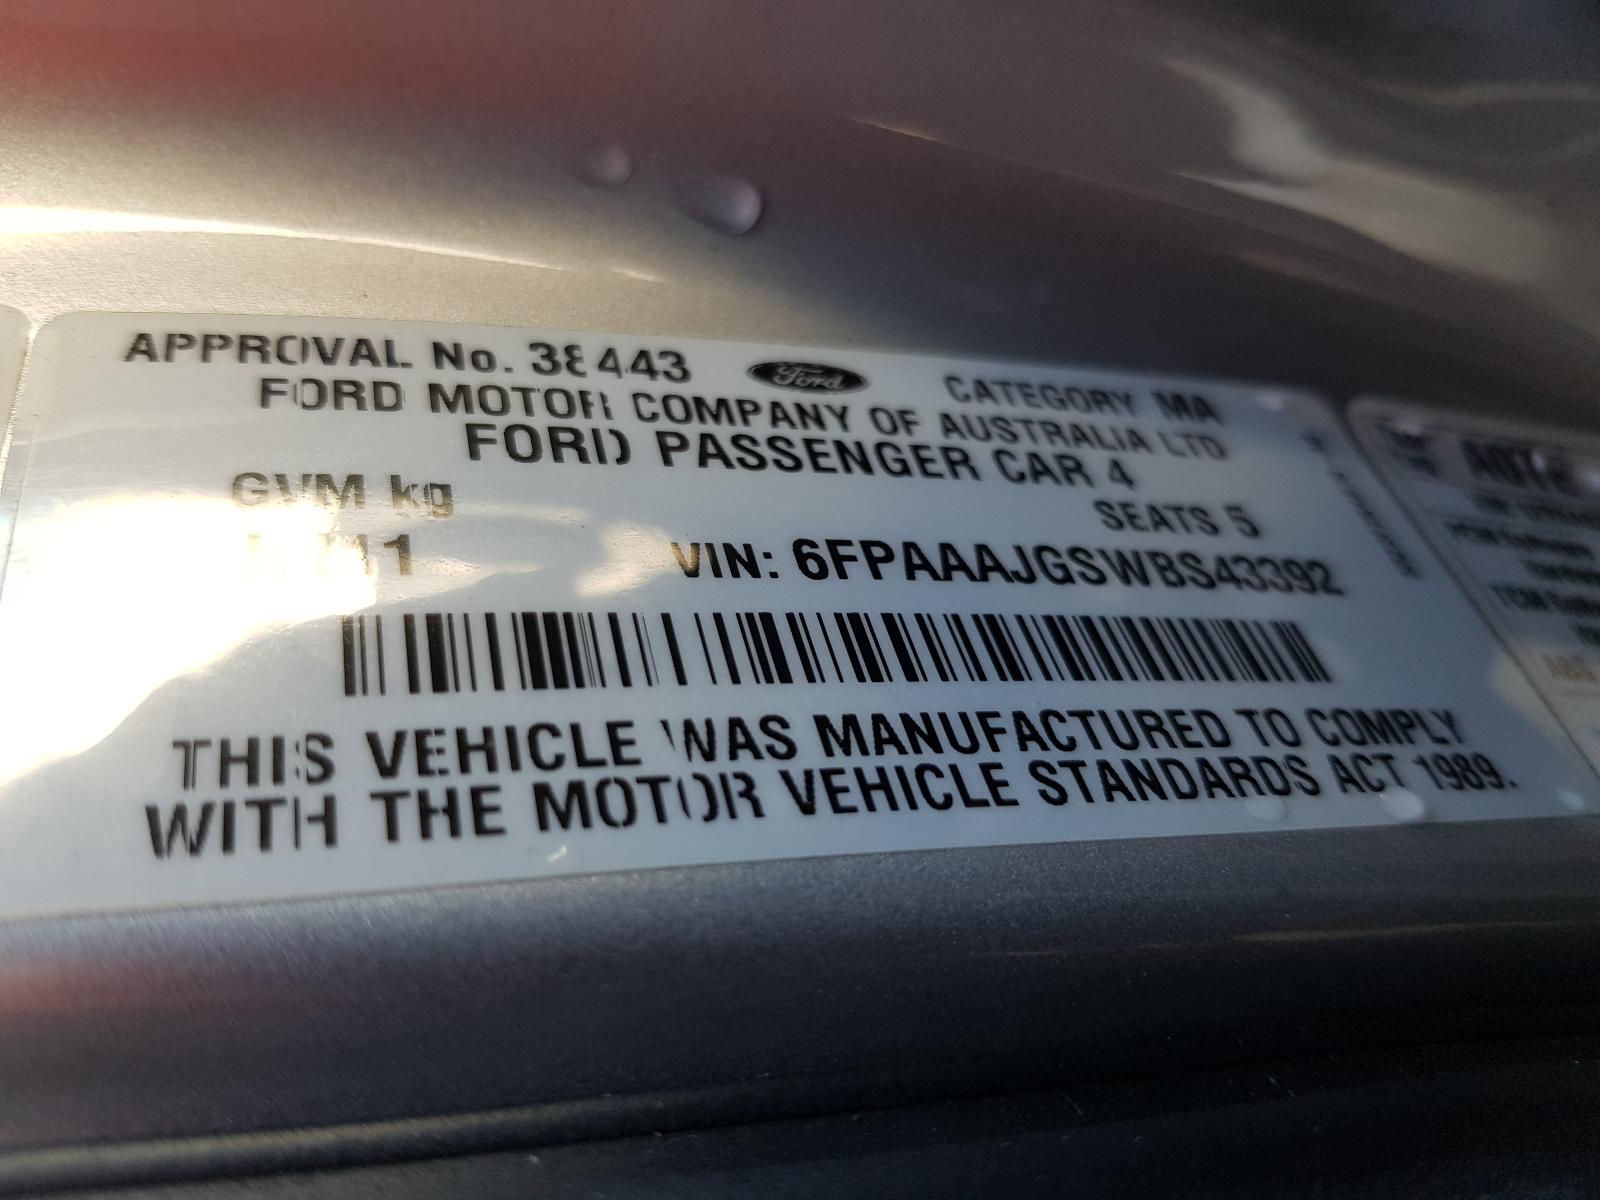 APPROVAL No. 38443 Ford CATEGORY MA
FORD MOTOR COMPANY OF AUSTRALIA LTD
FORD PASSENGER CAR 4
GVM kg SEATS 5
VIN: 6FPAAAJGSWBS43392
THIS VEHICLE WAS MANUFACTURED TO COMPLY
WITH THE MOTOR VEHICLE STANDARDS ACT 1989.